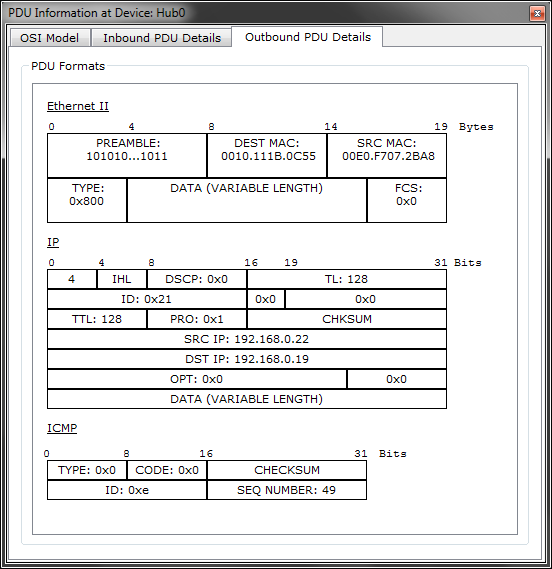 PDU Information at Device: Hub0
OSI Model Inbound PDU Details Outbound PDU Details
PDU Formats
Ethernet II
0 4 8 14 19 Bytes
PREAMBLE: DEST MAC: SRC MAC:
101010...1011 0010.111B.0C55 00E0.F707.2BA8
TYPE: DATA (VARIABLE LENGTH) FCS:
0x800 0x0
IP
0 4 8 16 19 31 Bits
4 IHL DSCP: 0x0 TL: 128
ID: 0x21 0x0 0x0
TTL: 128 PRO: 0x1 CHKSUM
SRC IP: 192.168.0.22
DST IP: 192.168.0.19
OPT: 0x0 0x0
DATA (VARIABLE LENGTH)
ICMP
0 8 16 31 Bits
TYPE: 0x0 CODE: 0x0 CHECKSUM
ID: 0xe SEQ NUMBER: 49